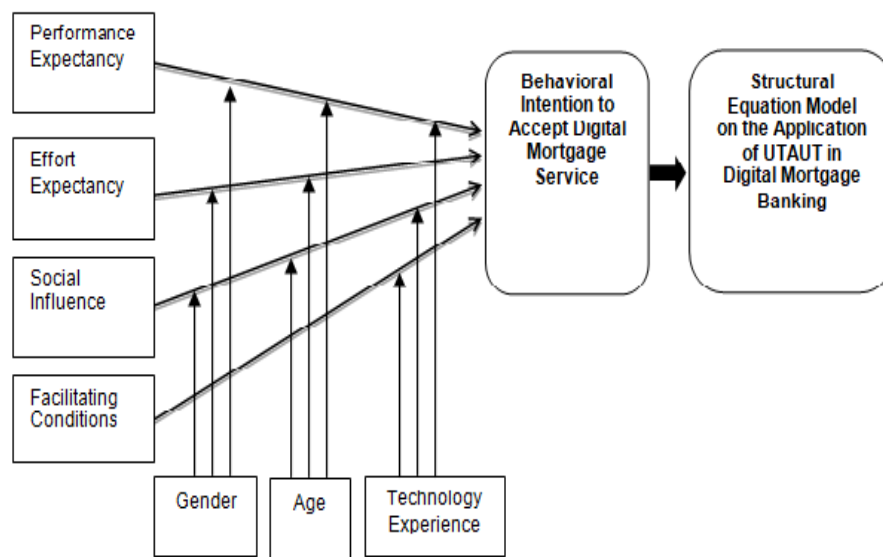 Performance
Expectancy
Effort
Expectancy
Social
Influence
Facilitating
Conditions
Gender
Age
Technology
Experience
Behavioral
Intention to
Accept Digital
Mortgage
Service
Structural
Equation Model
on the Application
of UTAUT in
Digital Mortgage
Banking